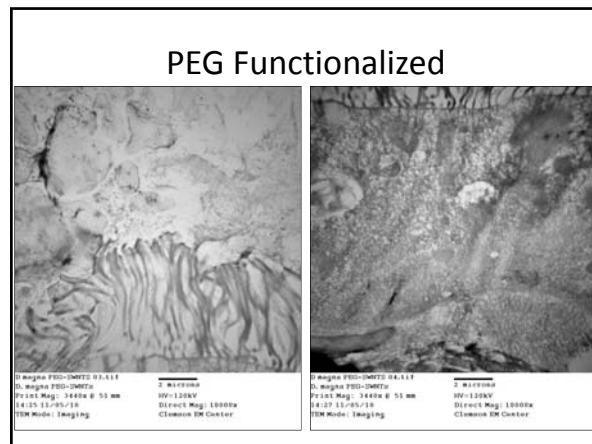 PEG Functionalized
D magna PEG-SWNTS 03.tif
D. magna PEG-SWNTs
Print Mag: 3440x @ 51 mm
14:25 11/05/10
TEM Mode: Imaging
2 microns
HV=120kV
Direct Mag: 10000x
Clemson EM Center
D magna PEG-SWNTS 04.tif
D. magna PEG-SWNTs
Print Mag: 3440x @ 51 mm
14:27 11/05/10
TEM Mode: Imaging
2 microns
HV=120kV
Direct Mag: 10000x
Clemson EM Center